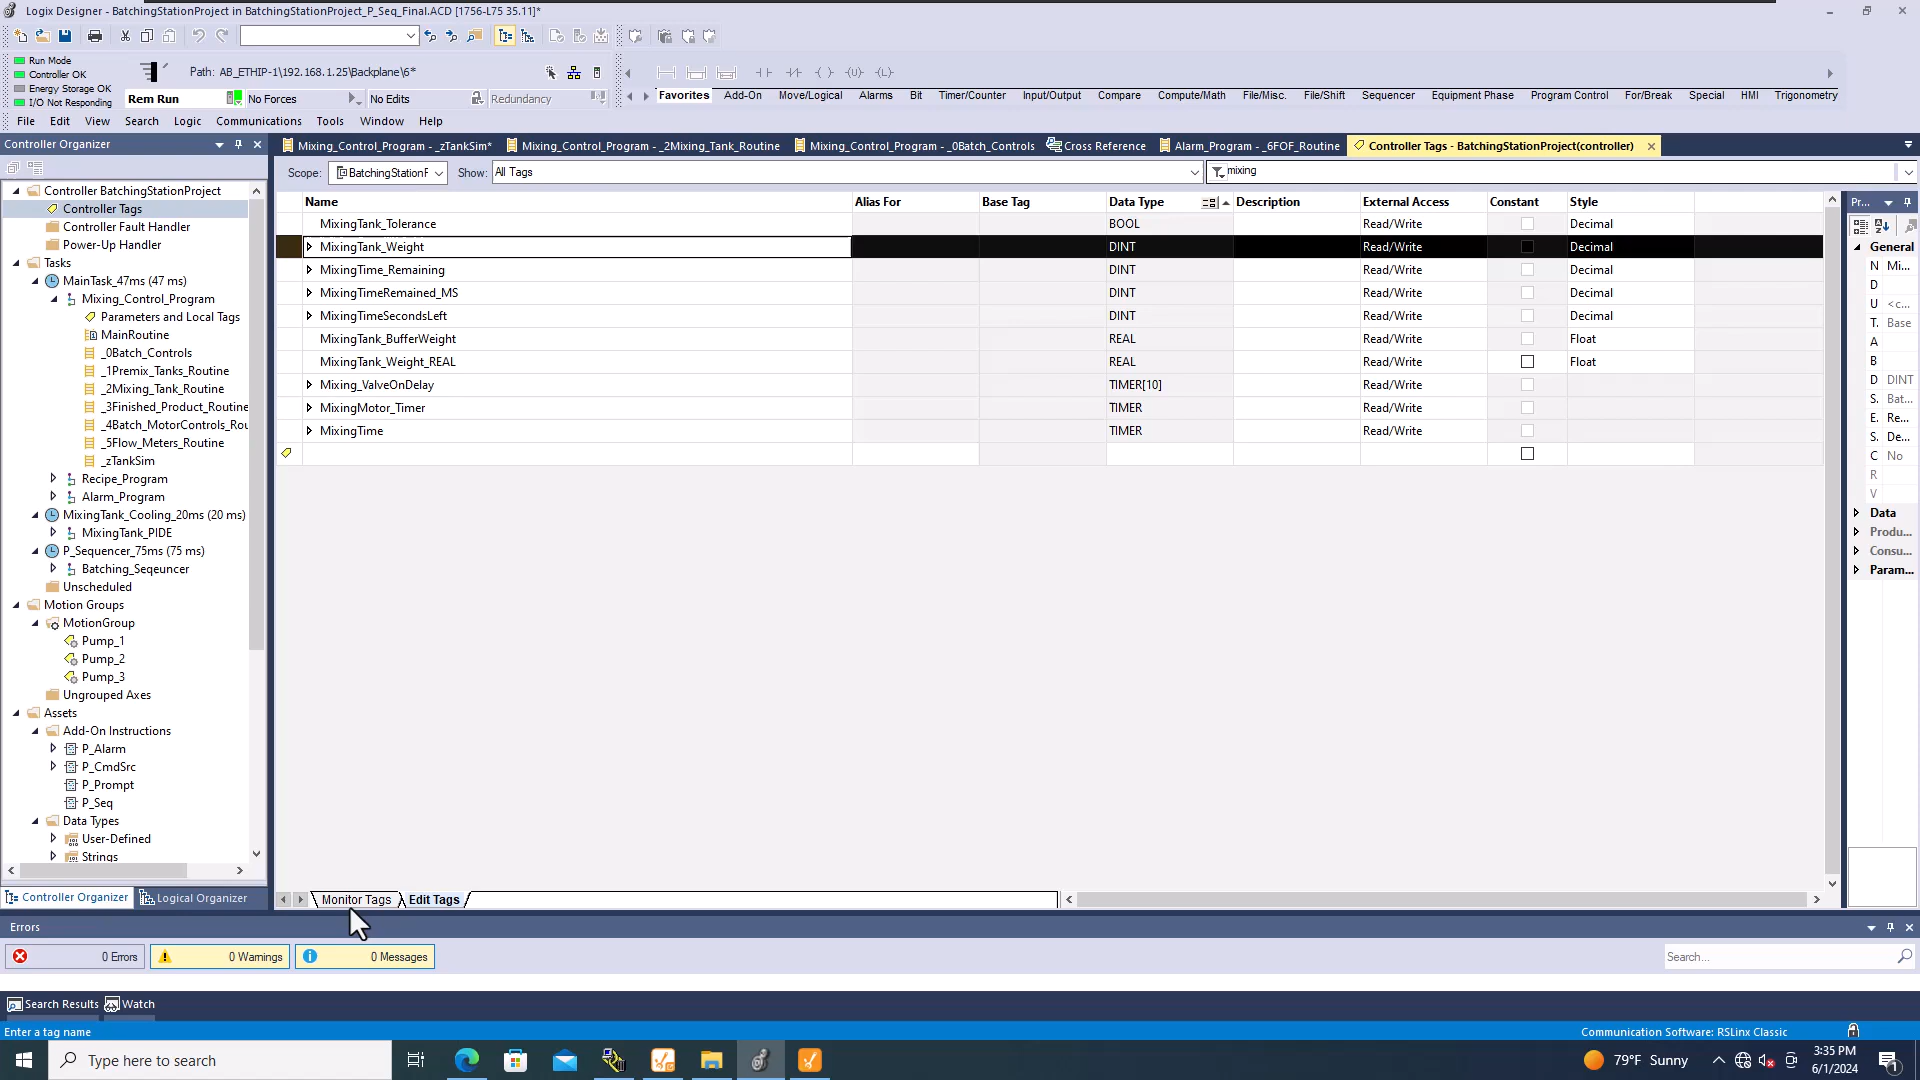 Logix Designer - BatchingStationProject in BatchingStationProject_P_Seq_Final.ACD [1756-L75 35.11]*
Run Mode
Controller OK
Energy Storage OK
I/O Not Responding
Path: AB_ETHIP-1\192.168.1.25\Backplane\6*
Rem Run No Forces No Edits Redundancy
Favorites Add-On Move/Logical Alarms Bit Timer/Counter Input/Output Compare Compute/Math File/Misc. File/Shift Sequencer Equipment Phase Program Control For/Break Special HMI Trigonometry
File Edit View Search Logic Communications Tools Window Help
Controller Organizer
Mixing_Control_Program - _zTankSim* Mixing_Control_Program - _2Mixing_Tank_Routine Mixing_Control_Program - _0Batch_Controls Cross Reference Alarm_Program - _6FOF_Routine Controller Tags - BatchingStationProject(controller)
Scope: BatchingStationF Show: All Tags mixing
Controller BatchingStationProject
Controller Tags
Controller Fault Handler
Power-Up Handler
Tasks
MainTask_47ms (47 ms)
Mixing_Control_Program
Parameters and Local Tags
MainRoutine
_0Batch_Controls
_1Premix_Tanks_Routine
_2Mixing_Tank_Routine
_3Finished_Product_Routine
_4Batch_MotorControls_Rou
_5Flow_Meters_Routine
_zTankSim
Recipe_Program
Alarm_Program
MixingTank_Cooling_20ms (20 ms)
MixingTank_PIDE
P_Sequencer_75ms (75 ms)
Batching_Seqeuncer
Unscheduled
Motion Groups
MotionGroup
Pump_1
Pump_2
Pump_3
Ungrouped Axes
Assets
Add-On Instructions
P_Alarm
P_CmdSrc
P_Prompt
P_Seq
Data Types
User-Defined
Strings
Controller Organizer Logical Organizer
Name Alias For Base Tag Data Type Description External Access Constant Style
MixingTank_Tolerance BOOL Read/Write Decimal
MixingTank_Weight DINT Read/Write Decimal
MixingTime_Remaining DINT Read/Write Decimal
MixingTimeRemained_MS DINT Read/Write Decimal
MixingTimeSecondsLeft DINT Read/Write Decimal
MixingTank_BufferWeight REAL Read/Write Float
MixingTank_Weight_REAL REAL Read/Write Float
Mixing_ValveOnDelay TIMER[10] Read/Write
MixingMotor_Timer TIMER Read/Write
MixingTime TIMER Read/Write
Monitor Tags Edit Tags
Pr...
General
N Mi...
D
U <c...
T. Base
A
B
D DINT
S. Bat...
E. Re...
S. De...
C No
R
V
Data
Produ...
Consu...
Param...
Errors
0 Errors 0 Warnings 0 Messages Search...
Search Results Watch
Enter a tag name Communication Software: RSLinx Classic
Type here to search 79°F Sunny 3:35 PM
6/1/2024
1